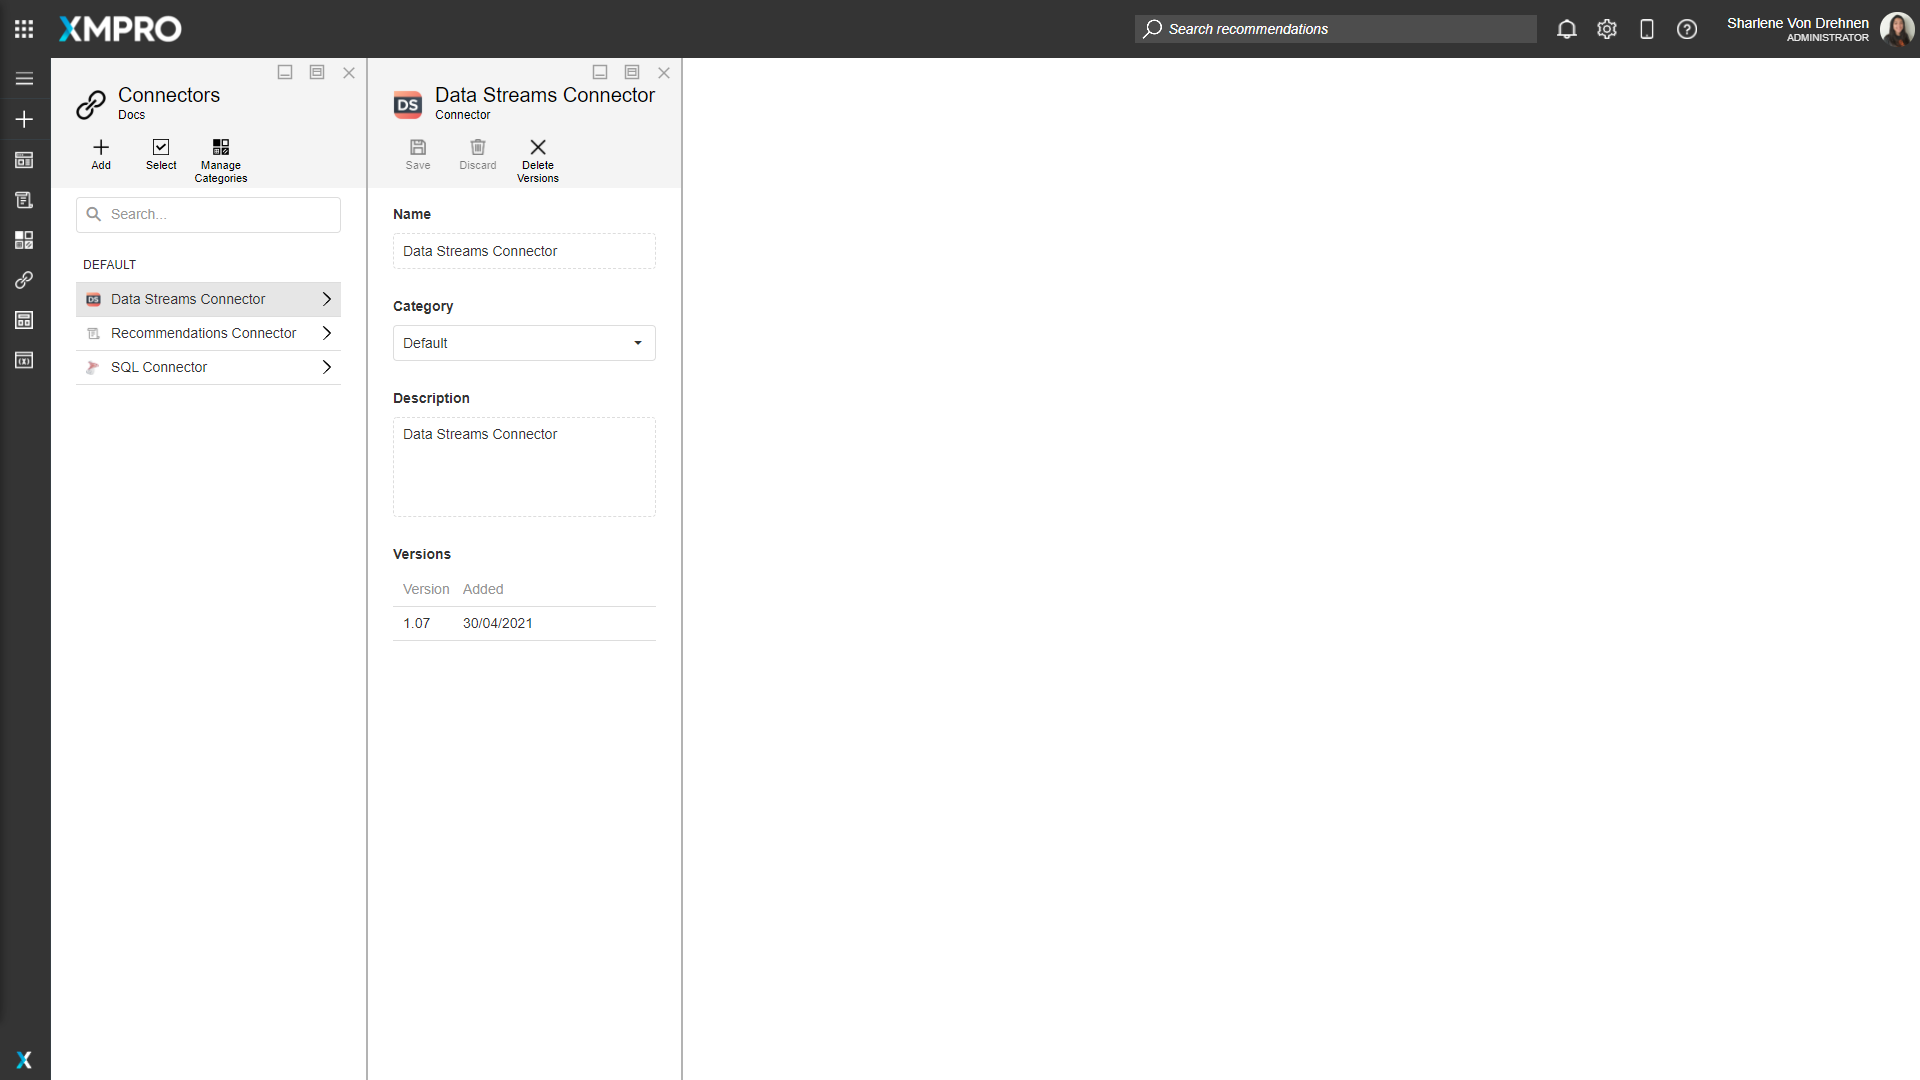 XMPRO
Search recommendations
Sharlene Von Drehnen
ADMINISTRATOR
Connectors
Docs
Add
Select
Manage
Categories
Search...
DEFAULT
DS
Data Streams Connector
Recommendations Connector
SQL Connector
DS
Data Streams Connector
Connector
Save
Discard
Delete
Versions
Name
Data Streams Connector
Category
Default
Description
Data Streams Connector
Versions
Version Added
1.07 30/04/2021
X